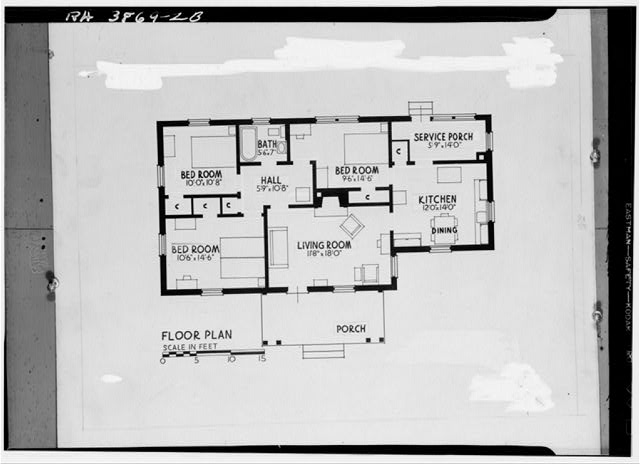 RA 3869-LB
BATH
5·6x7'
SERVICE PORCH
5'·9"x14'·0"
C
BED ROOM
10'·0"x10'·8"
HALL
5'9"x10'·8"
BED ROOM
9'·6"x14'·6"
KITCHEN
12'·0"x14'·0"
C
C
C
C
DINING
BED ROOM
10'·6"x14'·6"
LIVING ROOM
11'·8"x18'·0"
PORCH
FLOOR PLAN
SCALE IN FEET
0 5 10 15
EASTMAN—SAFETY—KODAK